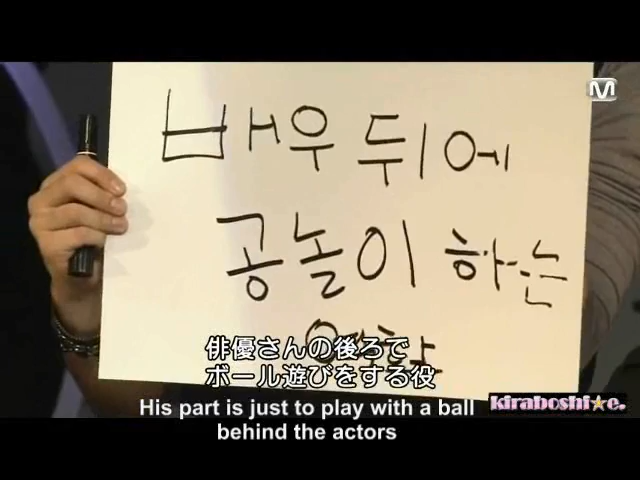 M
배우 뒤에
공놀이 하는
俳優さんの後ろで
ボール遊びをする役
His part is just to play with a ball
behind the actors
kiraboshi★e.